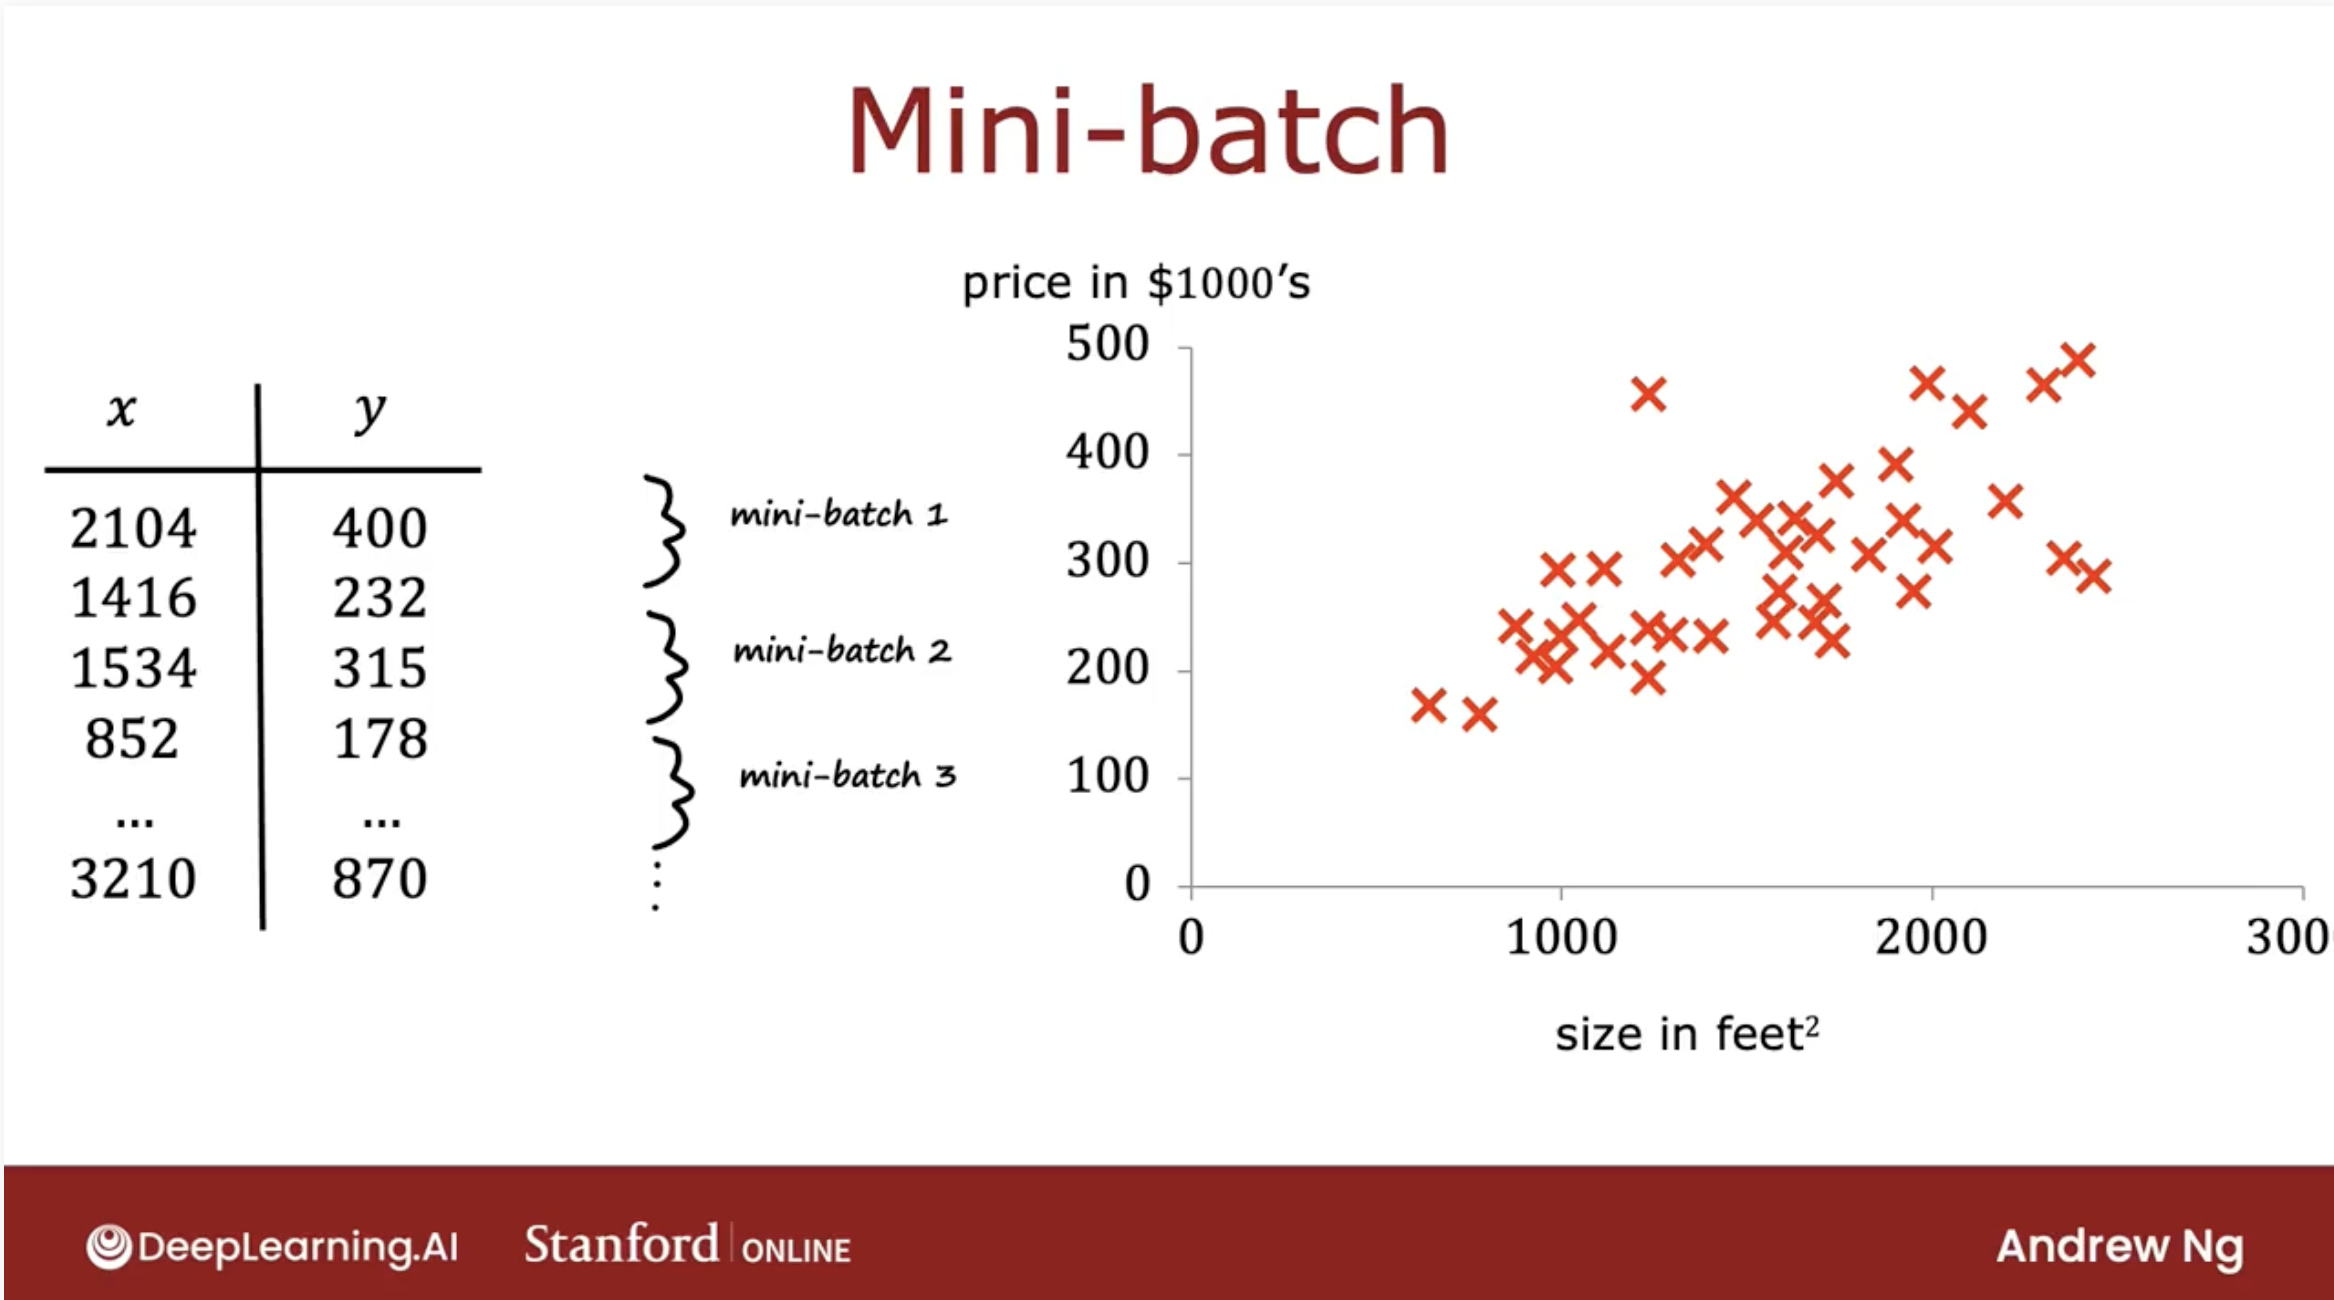 Mini-batch
x y
2104 400
1416 232
1534 315
852 178
... ...
3210 870
mini-batch 1
mini-batch 2
mini-batch 3
price in $1000’s
500
400
300
200
100
0
0 1000 2000 300
size in feet²
DeepLearning.AI Stanford | ONLINE Andrew Ng